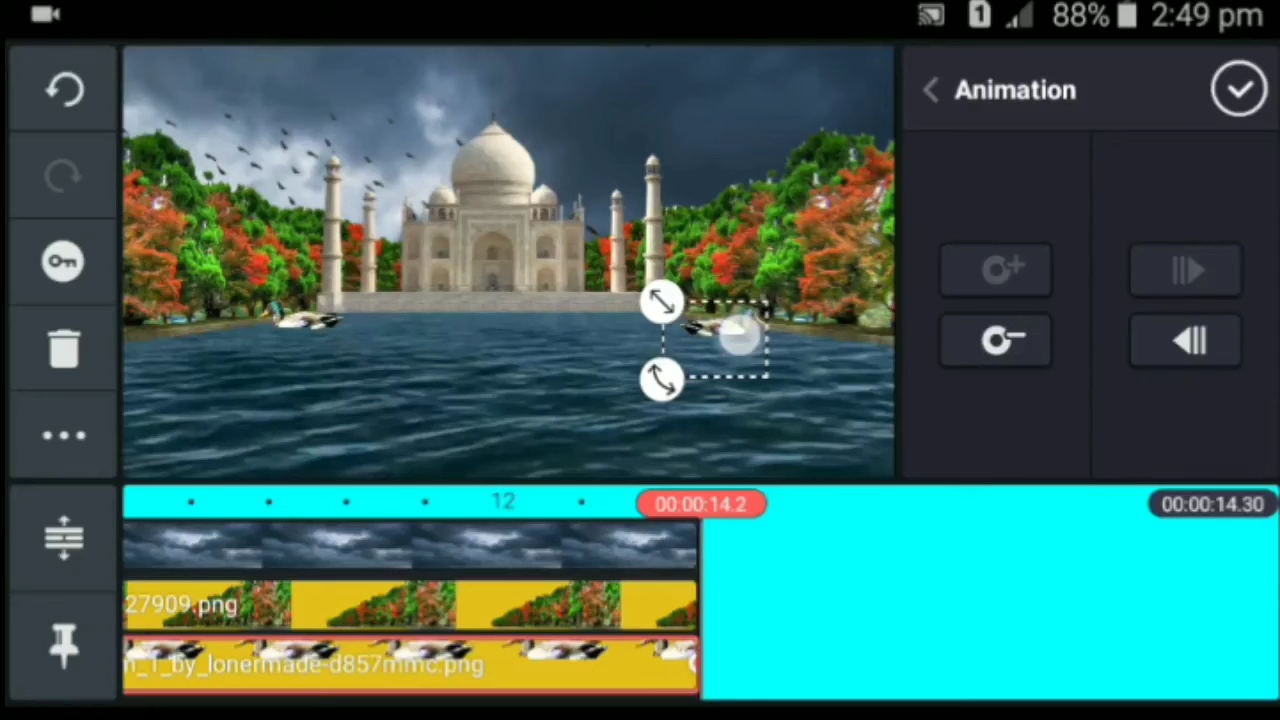 1 88% 2:49 pm
Animation
12 00:00:14.2 00:00:14.30
27909.png
n_1_by_lonermade-d857mmc.png